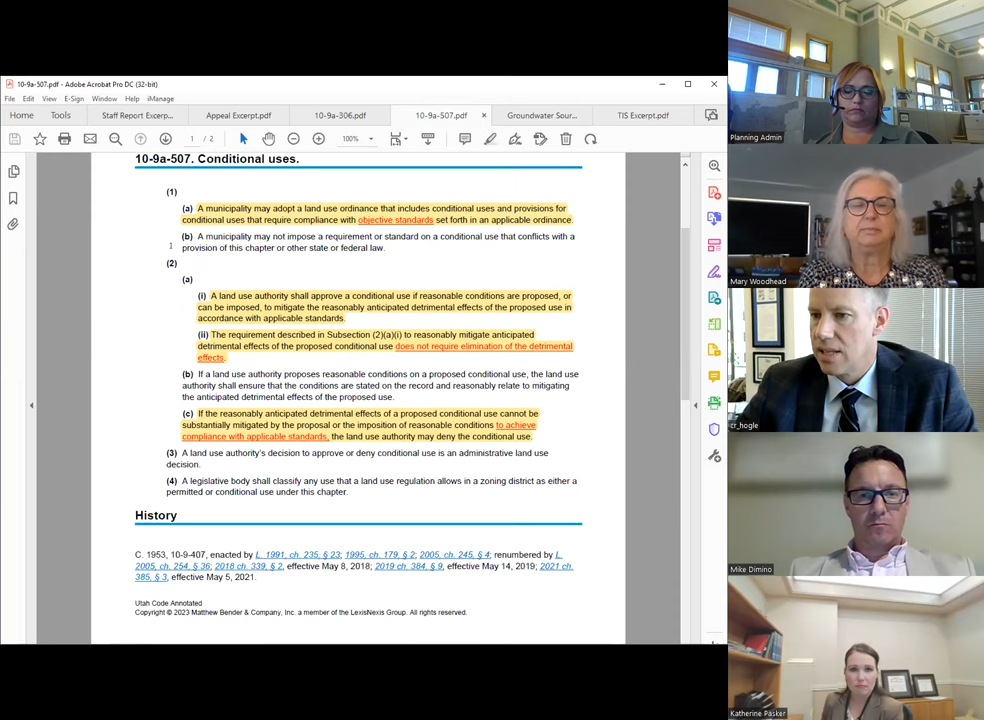 10-9a-507.pdf - Adobe Acrobat Pro DC (32-bit)
File Edit View E-Sign Window Help iManage
Home Tools Staff Report Excerp... Appeal Excerpt.pdf 10-9a-306.pdf 10-9a-507.pdf × Groundwater Sour... TIS Excerpt.pdf
1 / 2 100%
10-9a-507. Conditional uses.
(1)
(a) A municipality may adopt a land use ordinance that includes conditional uses and provisions for
conditional uses that require compliance with objective standards set forth in an applicable ordinance.
(b) A municipality may not impose a requirement or standard on a conditional use that conflicts with a
provision of this chapter or other state or federal law.
(2)
(a)
(i) A land use authority shall approve a conditional use if reasonable conditions are proposed, or
can be imposed, to mitigate the reasonably anticipated detrimental effects of the proposed use in
accordance with applicable standards.
(ii) The requirement described in Subsection (2)(a)(i) to reasonably mitigate anticipated
detrimental effects of the proposed conditional use does not require elimination of the detrimental
effects.
(b) If a land use authority proposes reasonable conditions on a proposed conditional use, the land use
authority shall ensure that the conditions are stated on the record and reasonably relate to mitigating
the anticipated detrimental effects of the proposed use.
(c) If the reasonably anticipated detrimental effects of a proposed conditional use cannot be
substantially mitigated by the proposal or the imposition of reasonable conditions to achieve
compliance with applicable standards, the land use authority may deny the conditional use.
(3) A land use authority's decision to approve or deny conditional use is an administrative land use
decision.
(4) A legislative body shall classify any use that a land use regulation allows in a zoning district as either a
permitted or conditional use under this chapter.
History
C. 1953, 10-9-407, enacted by L. 1991, ch. 235, § 23; 1995, ch. 179, § 2; 2005, ch. 245, § 4; renumbered by L.
2005, ch. 254, § 36; 2018 ch. 339, § 2, effective May 8, 2018; 2019 ch. 384, § 9, effective May 14, 2019; 2021 ch.
385, § 3, effective May 5, 2021.
Utah Code Annotated
Copyright © 2023 Matthew Bender & Company, Inc. a member of the LexisNexis Group. All rights reserved.
Planning Admin
Mary Woodhead
cr_hogle
Mike Dimino
Katherine Pasker